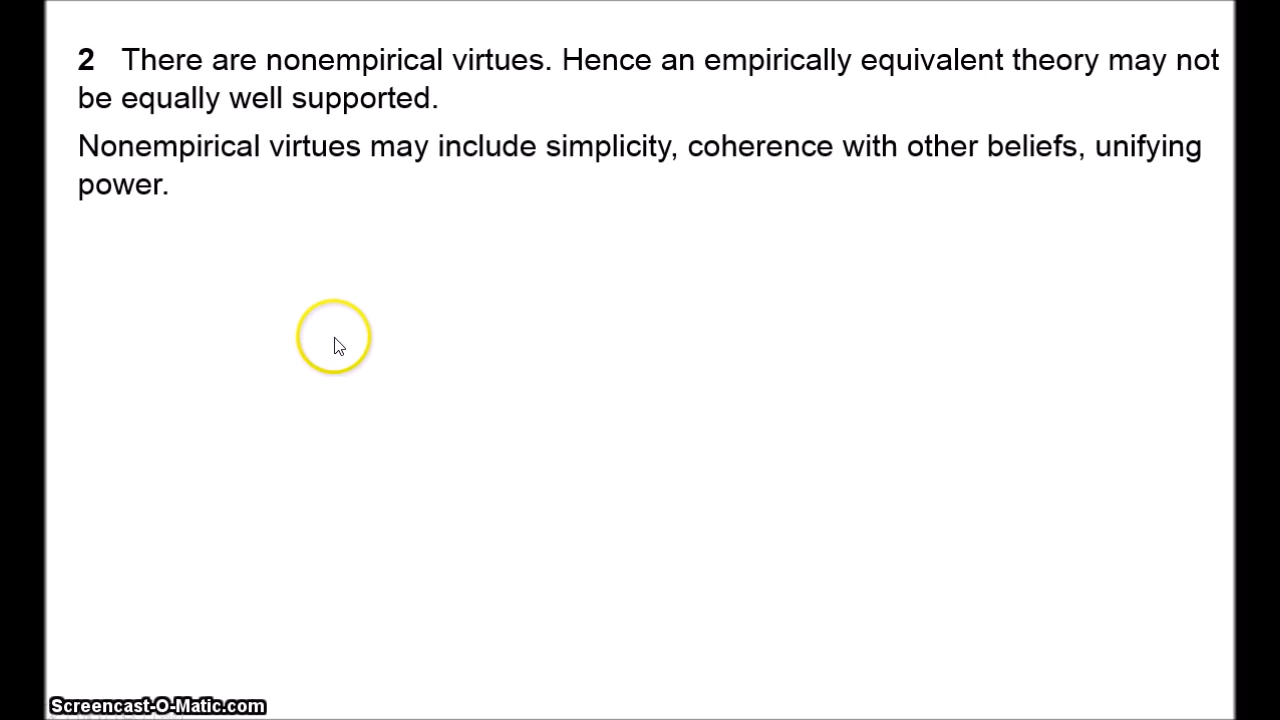 2 There are nonempirical virtues. Hence an empirically equivalent theory may not
be equally well supported.
Nonempirical virtues may include simplicity, coherence with other beliefs, unifying
power.
Screencast-O-Matic.com